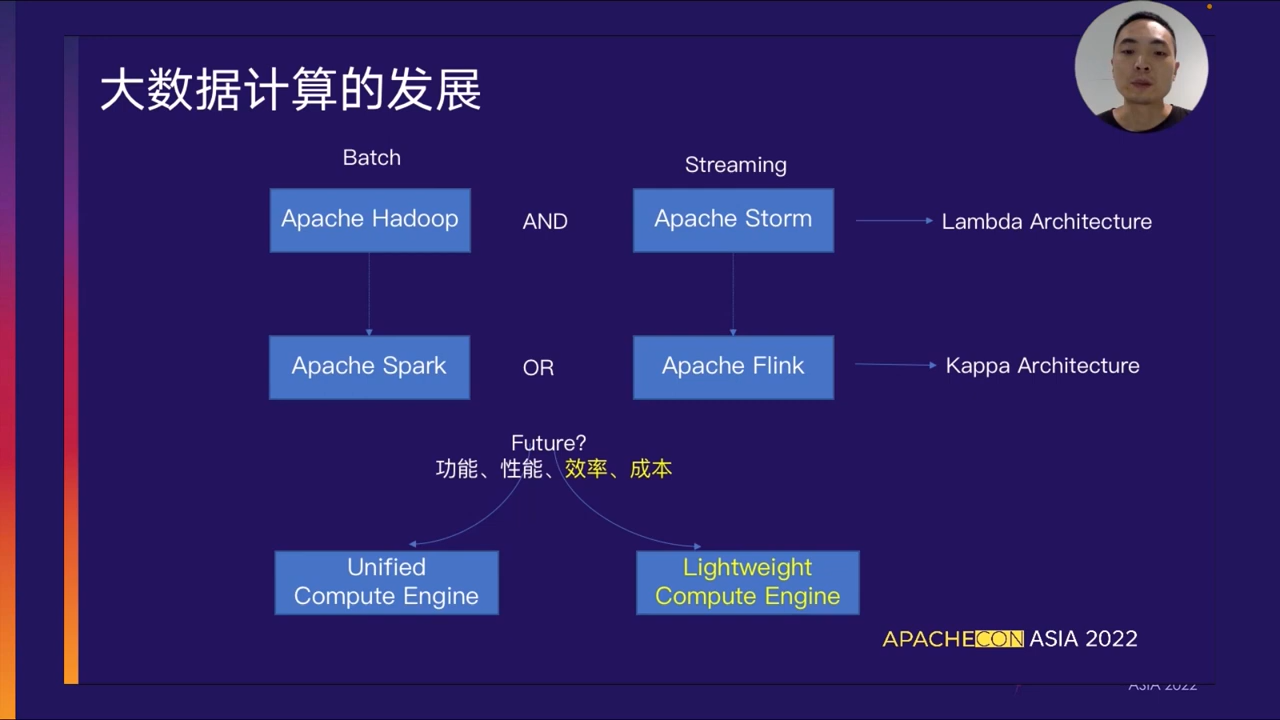 大数据计算的发展
Batch
Streaming
Apache Hadoop
AND
Apache Storm
Lambda Architecture
Apache Spark
OR
Apache Flink
Kappa Architecture
Future?
功能、性能、效率、成本
Unified
Compute Engine
Lightweight
Compute Engine
APACHECON ASIA 2022
ASIA 2022